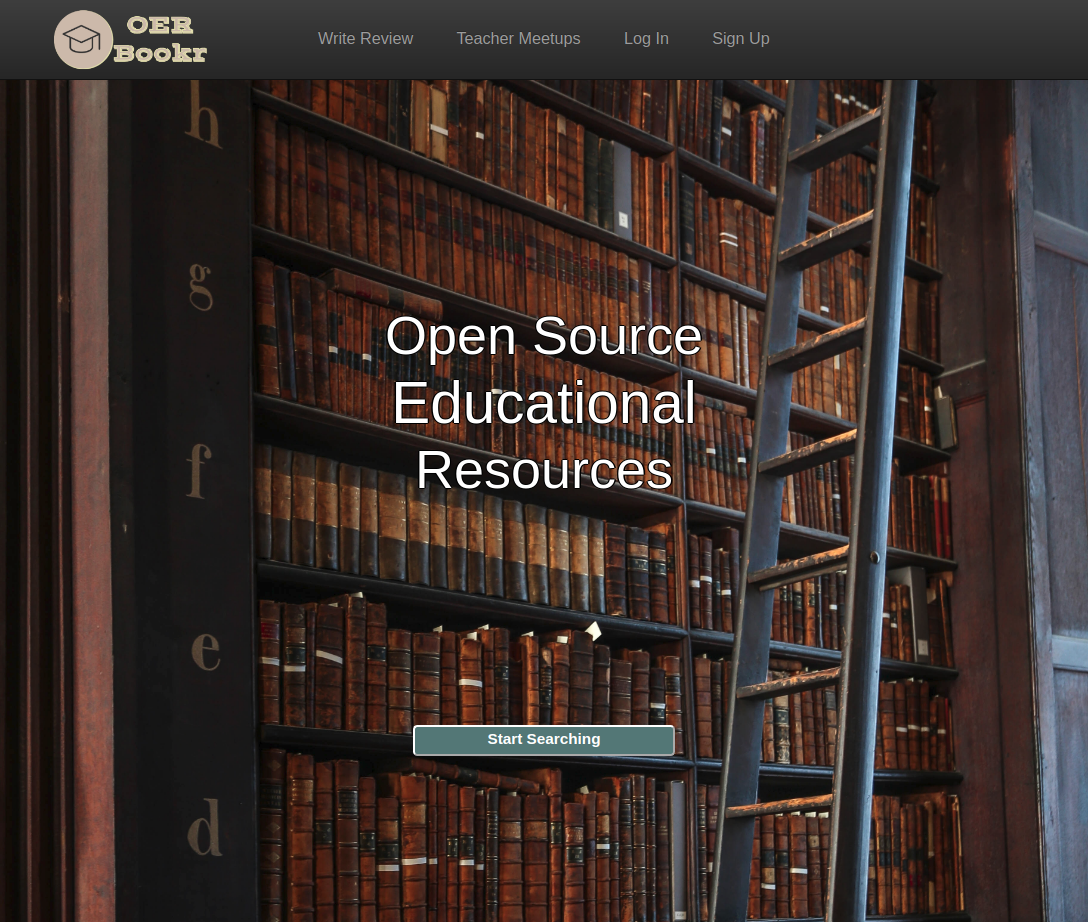 OER
Bookr
Write Review
Teacher Meetups
Log In
Sign Up
h
g
f
e
d
Open Source
Educational
Resources
Start Searching